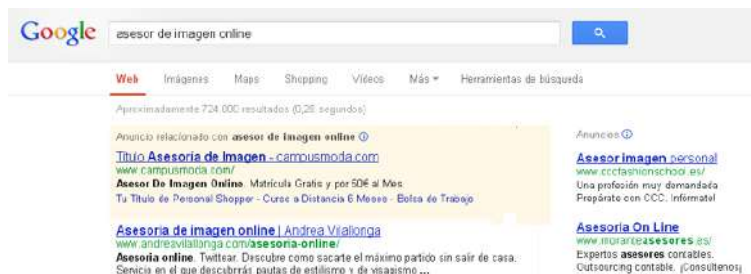 Google
asesor de imagen online
Web Imágenes Maps Shopping Vídeos Más Herramientas de búsqueda
Aproximadamente 724.000 resultados (0,28 segundos)
Anuncio relacionado con asesor de imagen online
Título Asesoría de Imagen - campusmoda.com
www.campusmoda.com/
Asesor De Imagen Online. Matrícula Gratis y por 50€ al Mes
Tu Título de Personal Shopper - Curso a Distancia 6 Meses - Bolsa de Trabajo
Asesoria de imagen online | Andrea Vilallonga
www.andreavilallonga.com/asesoria-online/
Asesoria online. Twittear. Descubre como sacarte el máximo partido sin salir de casa.
Servicio en el que descubrirás pautas de estilismo y de visagismo ...
Anuncios
Asesor imagen personal
www.cccfashionschool.es/
Una profesión muy demandada
Prepárate con CCC. Infórmate!
Asesoria On Line
www.moranteasesores.es/
Expertos asesores contables.
Outsourcing contable. ¡Consúltenos!